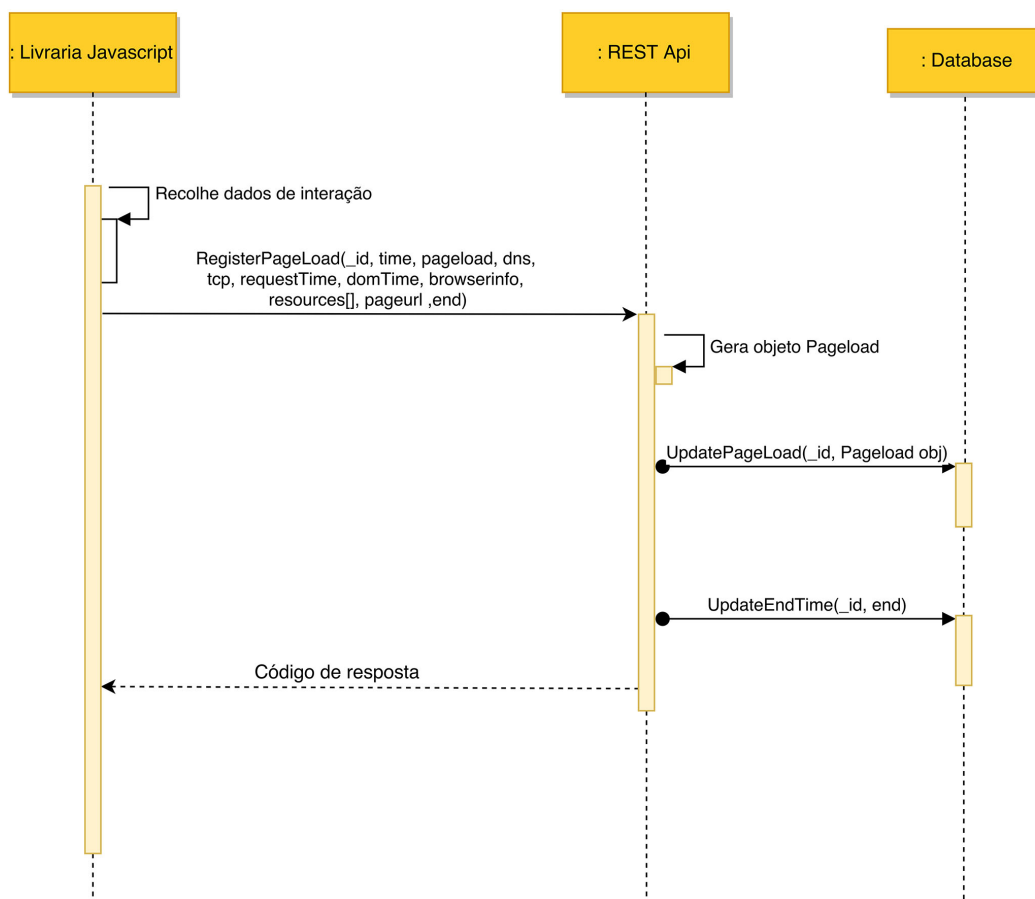 : Livraria Javascript
: REST Api
: Database
Recolhe dados de interação
RegisterPageLoad(_id, time, pageload, dns,
tcp, requestTime, domTime, browserinfo,
resources[], pageurl ,end)
Gera objeto Pageload
UpdatePageLoad(_id, Pageload obj)
UpdateEndTime(_id, end)
Código de resposta